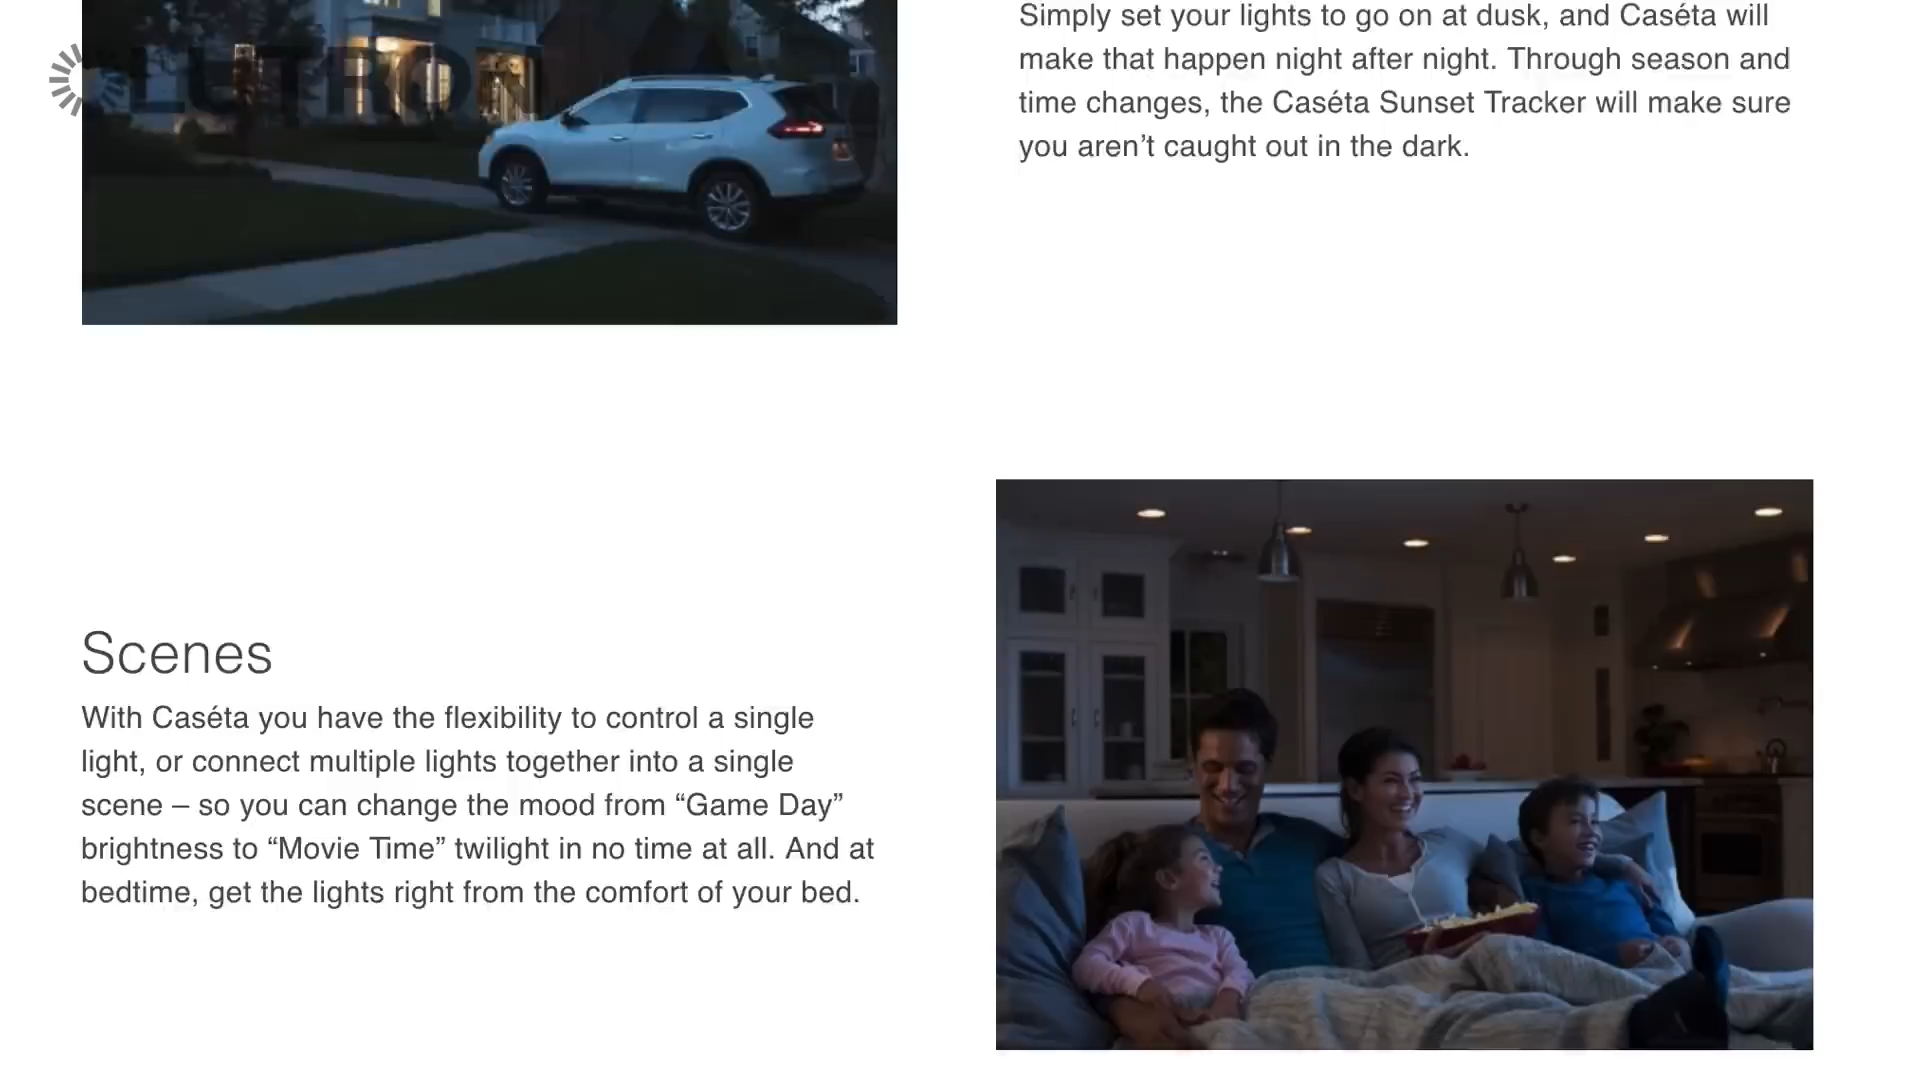 LUTRON
Simply set your lights to go on at dusk, and Caséta will
make that happen night after night. Through season and
time changes, the Caséta Sunset Tracker will make sure
you aren’t caught out in the dark.
Scenes
With Caséta you have the flexibility to control a single
light, or connect multiple lights together into a single
scene – so you can change the mood from “Game Day”
brightness to “Movie Time” twilight in no time at all. And at
bedtime, get the lights right from the comfort of your bed.